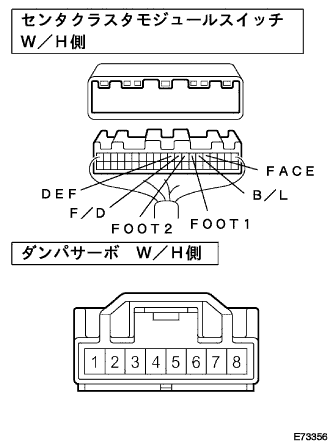 センタクラスタモジュールスイッチ
W／H側
FACE
DEF
B／L
F／D
FOOT1
FOOT2
ダンパサーボ W／H側
1 2 3 4 5 6 7 8
E73356